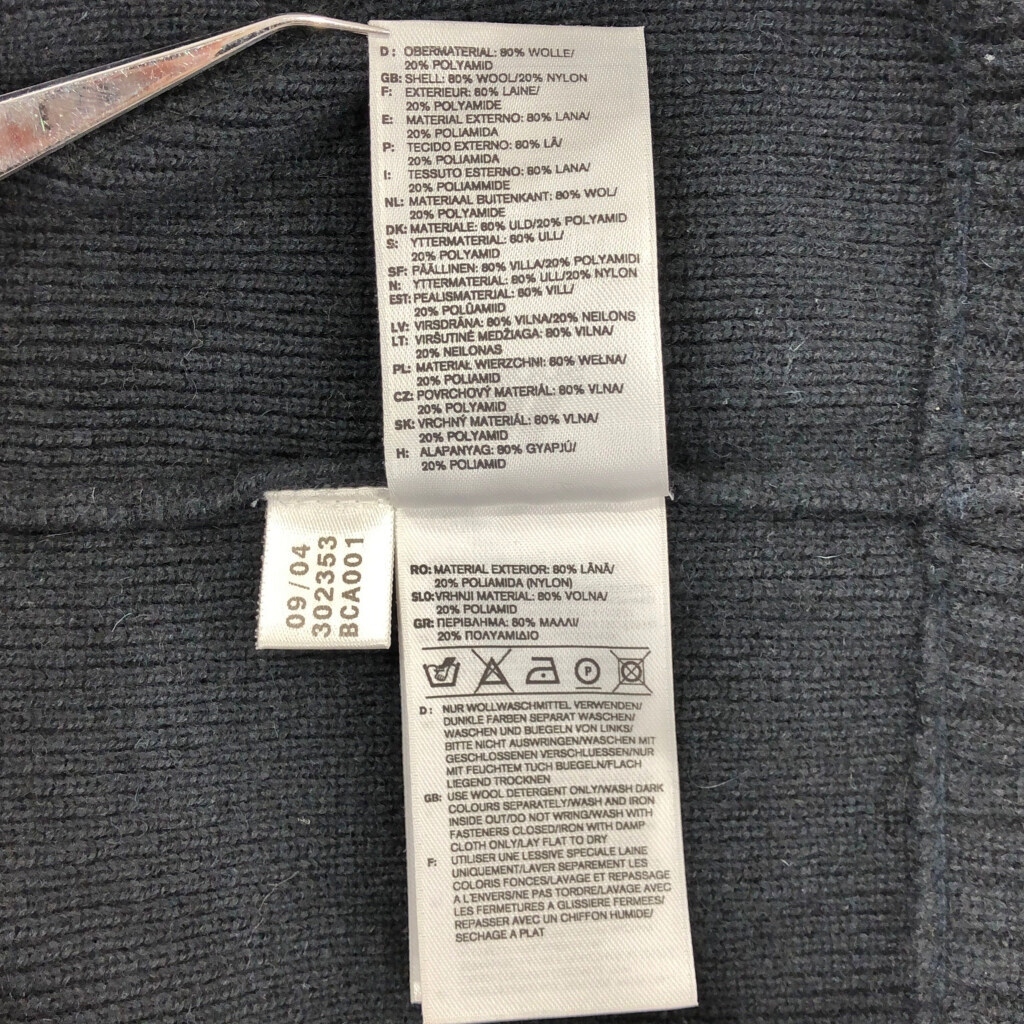 D: OBERMATERIAL: 80% WOLLE/
20% POLYAMID
GB: SHELL: 80% WOOL/20% NYLON
F: EXTERIEUR: 80% LAINE/
20% POLYAMIDE
E: MATERIAL EXTERNO: 80% LANA/
20% POLIAMIDA
P: TECIDO EXTERNO: 80% LÃ/
20% POLIAMIDA
I: TESSUTO ESTERNO: 80% LANA/
20% POLIAMMIDE
NL: MATERIAAL BUITENKANT: 80% WOL/
20% POLYAMIDE
DK: MATERIALE: 80% ULD/20% POLYAMID
S: YTTERMATERIAL: 80% ULL/
20% POLYAMID
SF: PÄÄLLINEN: 80% VILLA/20% POLYAMIDI
N: YTTERMATERIAL: 80% ULL/20% NYLON
EST: PEALISMATERJAL: 80% VILL/
20% POLÜAMIID
LV: VIRSDRĀNA: 80% VILNA/20% NEILONS
LT: VIRŠUTINĖ MEDŽIAGA: 80% VILNA/
20% NEILONAS
PL: MATERIAŁ WIERZCHNI: 80% WEŁNA/
20% POLIAMID
CZ: POVRCHOVÝ MATERIÁL: 80% VLNA/
20% POLYAMID
SK: VRCHNÝ MATERIÁL: 80% VLNA/
20% POLYAMID
H: ALAPANYAG: 80% GYAPJÚ/
20% POLIAMID
09/04
302353
BCA001
RO: MATERIAL EXTERIOR: 80% LÂNĂ/
20% POLIAMIDA (NYLON)
SLO: VRHNJI MATERIAL: 80% VOLNA/
20% POLIAMID
GR: ΠΕΡΙΒΛΗΜΑ: 80% ΜΑΛΛΙ/
20% ΠΟΛΥΑΜΙΔΙΟ
P
D: NUR WOLLWASCHMITTEL VERWENDEN/
DUNKLE FARBEN SEPARAT WASCHEN/
WASCHEN UND BUEGELN VON LINKS/
BITTE NICHT AUSWRINGEN/WASCHEN MIT
GESCHLOSSENEN VERSCHLUESSEN/NUR
MIT FEUCHTEM TUCH BUEGELN/FLACH
LIEGEND TROCKNEN
GB: USE WOOL DETERGENT ONLY/WASH DARK
COLOURS SEPARATELY/WASH AND IRON
INSIDE OUT/DO NOT WRING/WASH WITH
FASTENERS CLOSED/IRON WITH DAMP
CLOTH ONLY/LAY FLAT TO DRY
F: UTILISER UNE LESSIVE SPECIALE LAINE
UNIQUEMENT/LAVER SEPAREMENT LES
COLORIS FONCES/LAVAGE ET REPASSAGE
A L'ENVERS/NE PAS TORDRE/LAVAGE AVEC
LES FERMETURES A GLISSIERE FERMEES/
REPASSER AVEC UN CHIFFON HUMIDE/
SECHAGE A PLAT